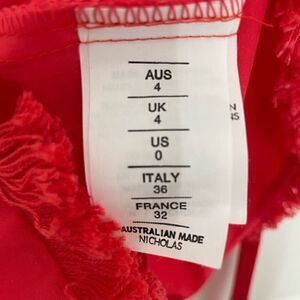 AUS
4
UK
4
US
0
ITALY
36
FRANCE
32
AUSTRALIAN MADE
NICHOLAS